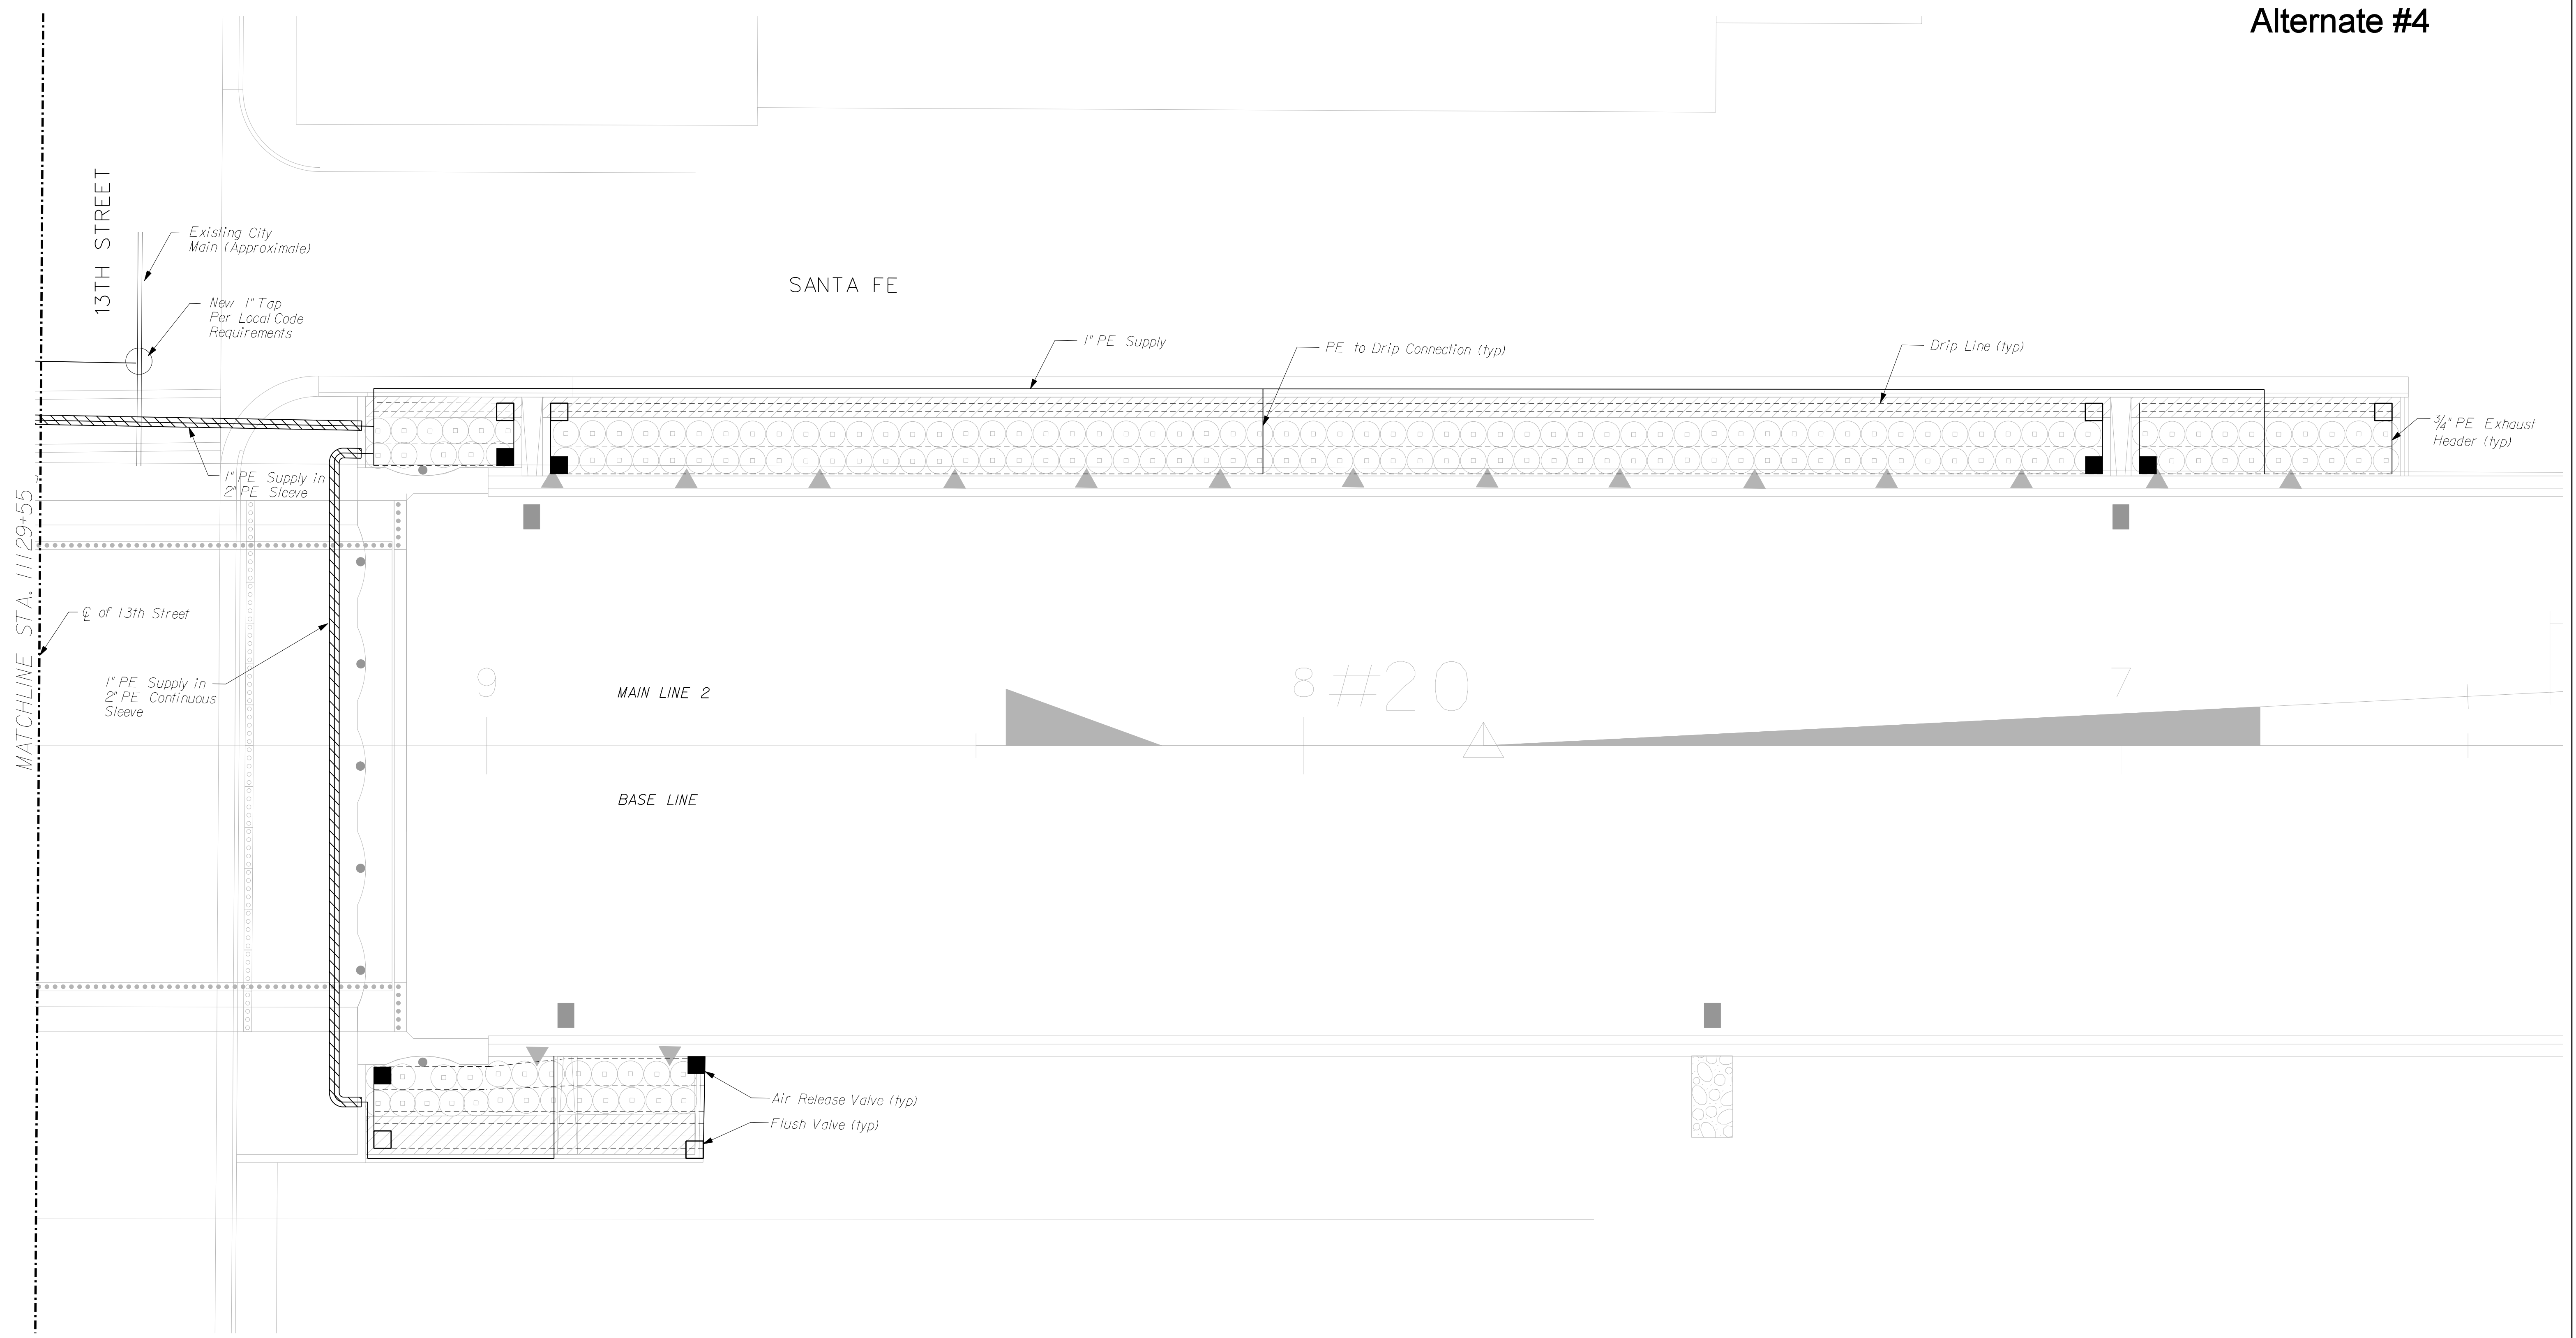 Alternate #4
13TH STREET
Existing City
Main (Approximate)
New 1" Tap
Per Local Code
Requirements
SANTA FE
1" PE Supply
PE to Drip Connection (typ)
Drip Line (typ)
3/4" PE Exhaust
Header (typ)
1" PE Supply in
2" PE Sleeve
MATCHLINE STA. 1129+55
℄ of 13th Street
1" PE Supply in
2" PE Continuous
Sleeve
9
MAIN LINE 2
8
#20
7
BASE LINE
Air Release Valve (typ)
Flush Valve (typ)